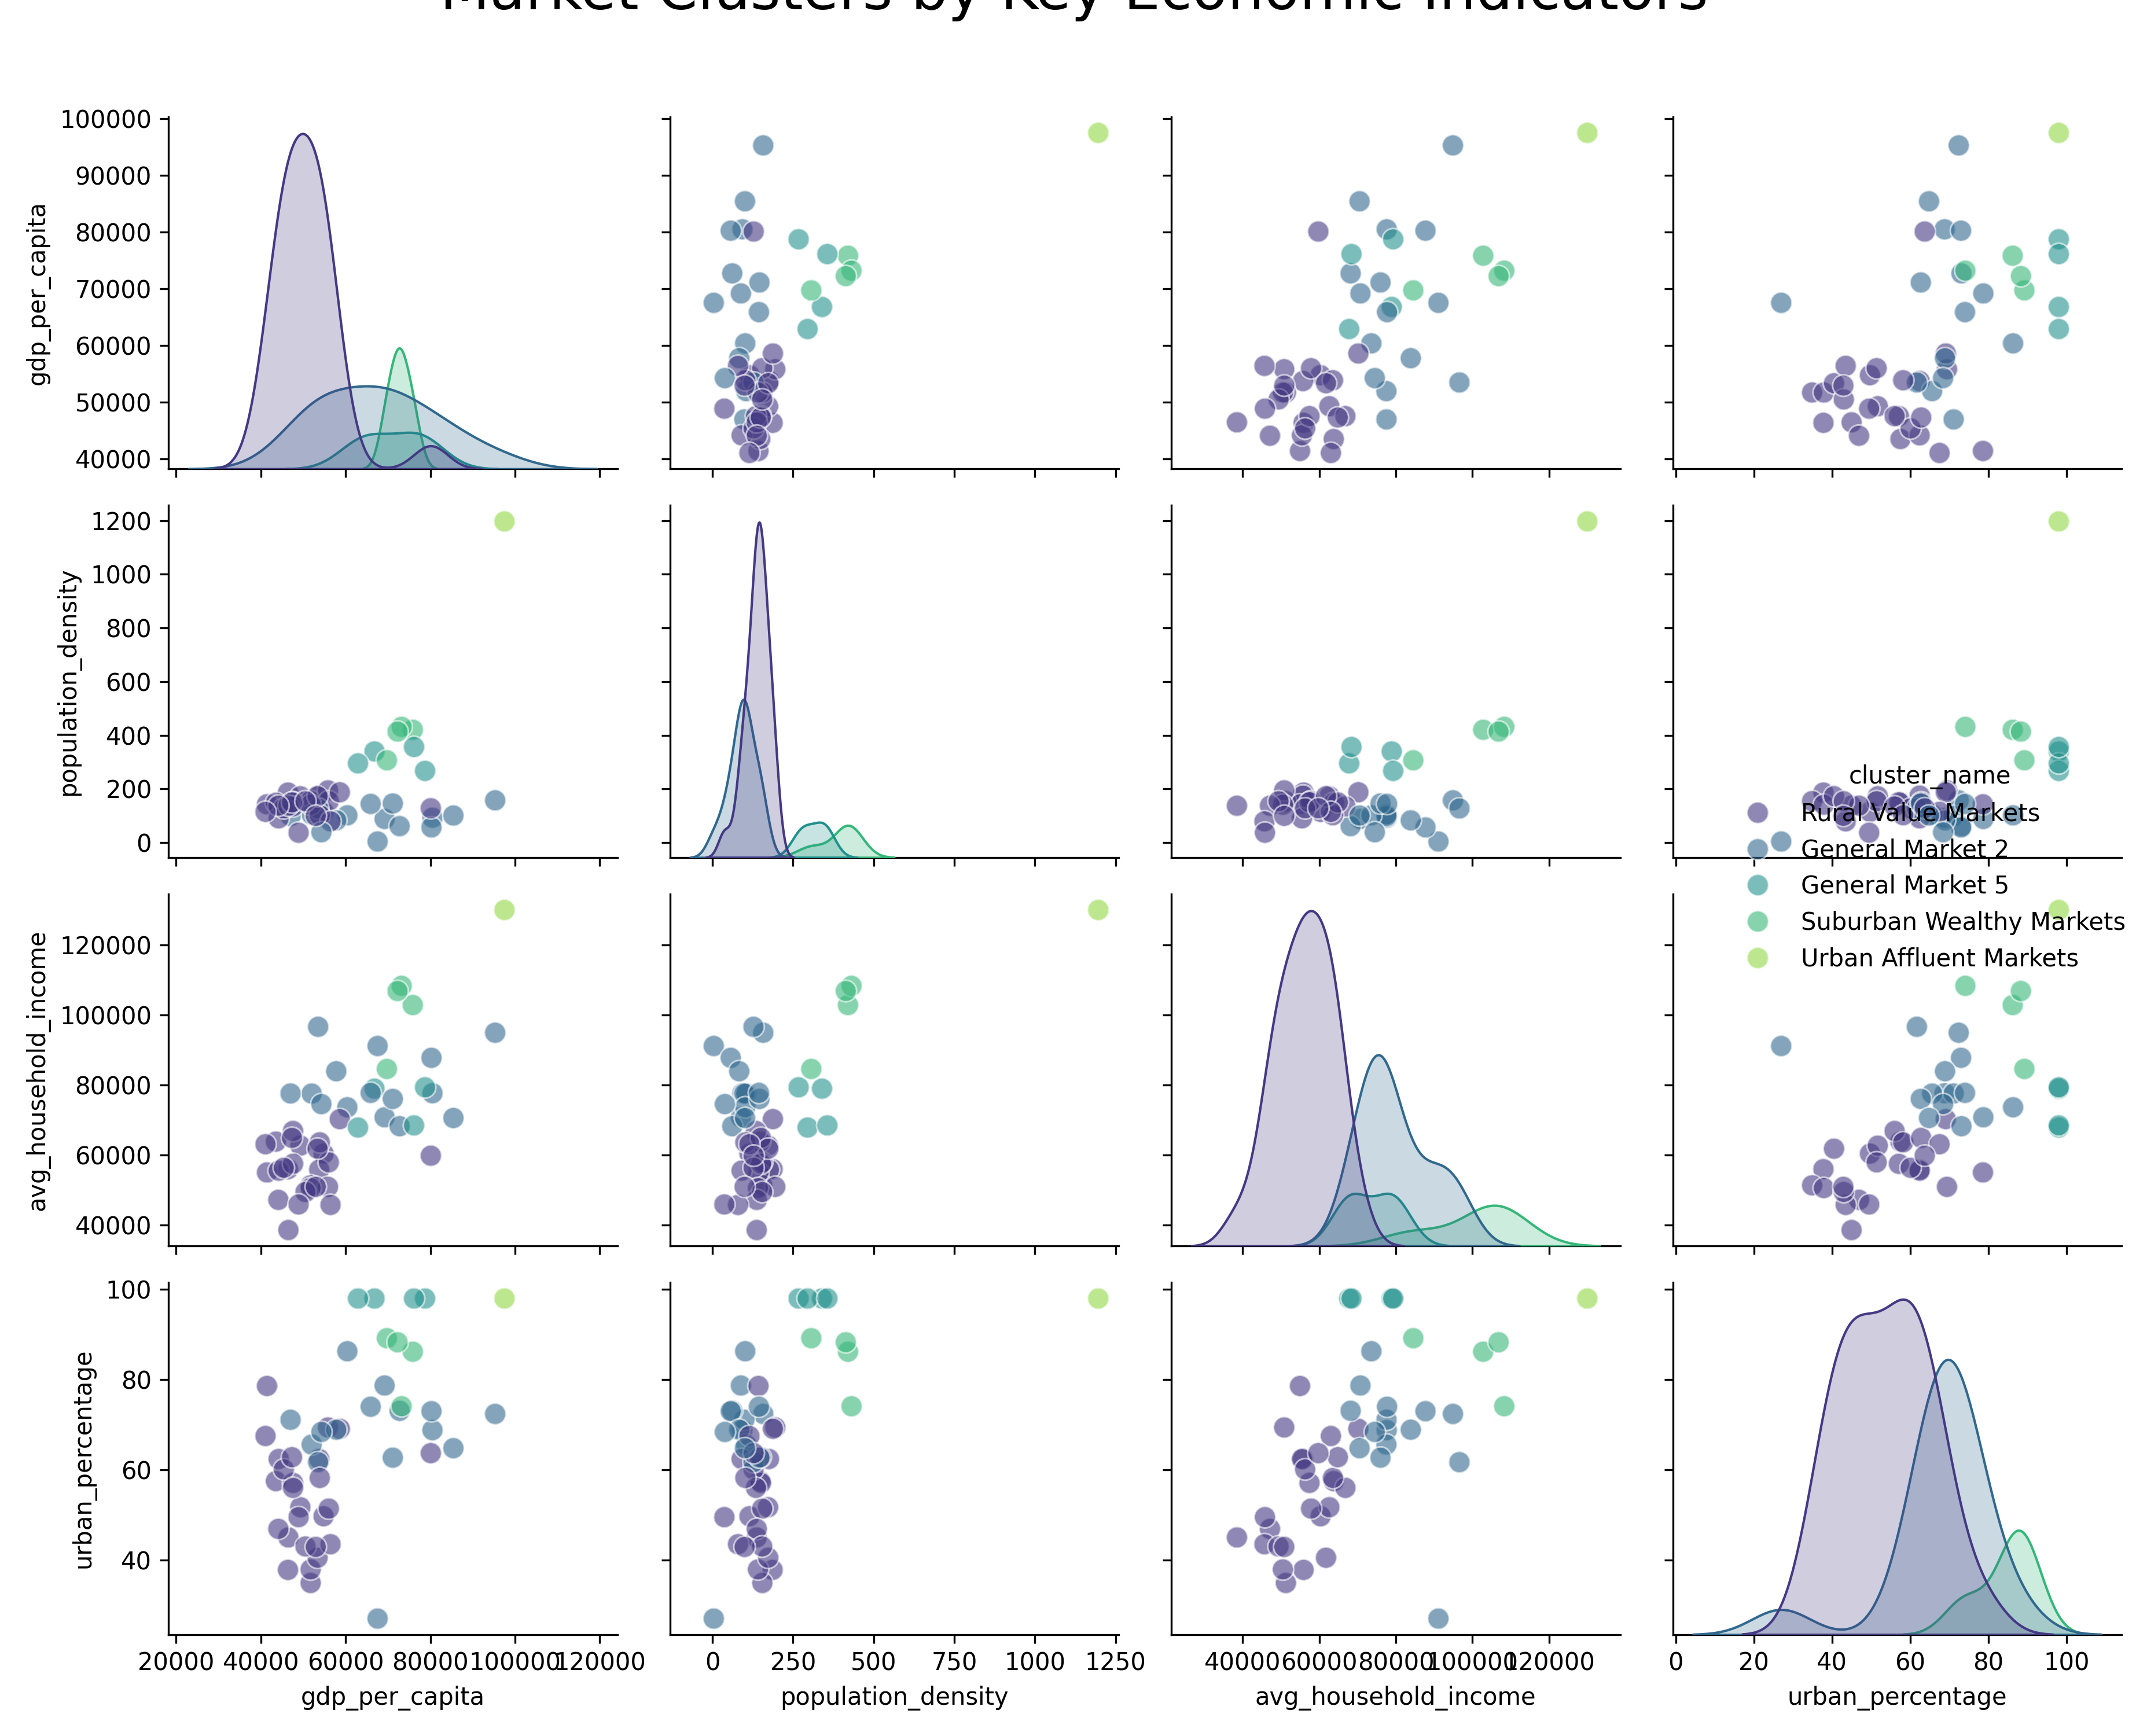 Market Clusters by Key Economic Indicators
100000
90000
80000
70000
60000
50000
40000
gdp_per_capita
1200
1000
800
600
400
200
0
population_density
cluster_name
Rural Value Markets
General Market 2
General Market 5
Suburban Wealthy Markets
Urban Affluent Markets
120000
100000
80000
60000
40000
avg_household_income
100
80
60
40
urban_percentage
20000 40000 60000 80000 100000 120000
0 250 500 750 1000 1250
40000 60000 80000 100000 120000
0 20 40 60 80 100
gdp_per_capita
population_density
avg_household_income
urban_percentage